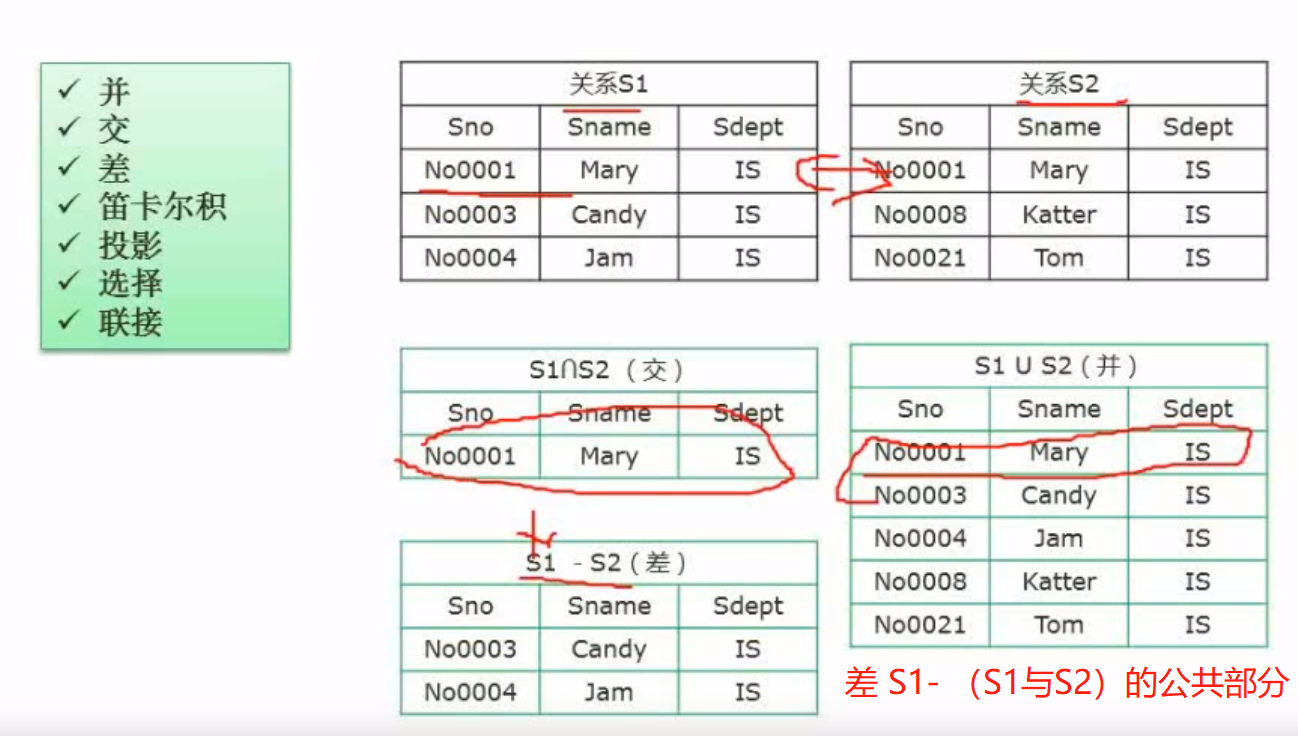 ✓ 并
✓ 交
✓ 差
✓ 笛卡尔积
✓ 投影
✓ 选择
✓ 联接
关系S1
Sno Sname Sdept
No0001 Mary IS
No0003 Candy IS
No0004 Jam IS
关系S2
Sno Sname Sdept
No0001 Mary IS
No0008 Katter IS
No0021 Tom IS
S1∩S2 （交）
Sno Sname Sdept
No0001 Mary IS
S1 U S2（并）
Sno Sname Sdept
No0001 Mary IS
No0003 Candy IS
No0004 Jam IS
No0008 Katter IS
No0021 Tom IS
S1 - S2（差）
Sno Sname Sdept
No0003 Candy IS
No0004 Jam IS
差 S1- （S1与S2）的公共部分